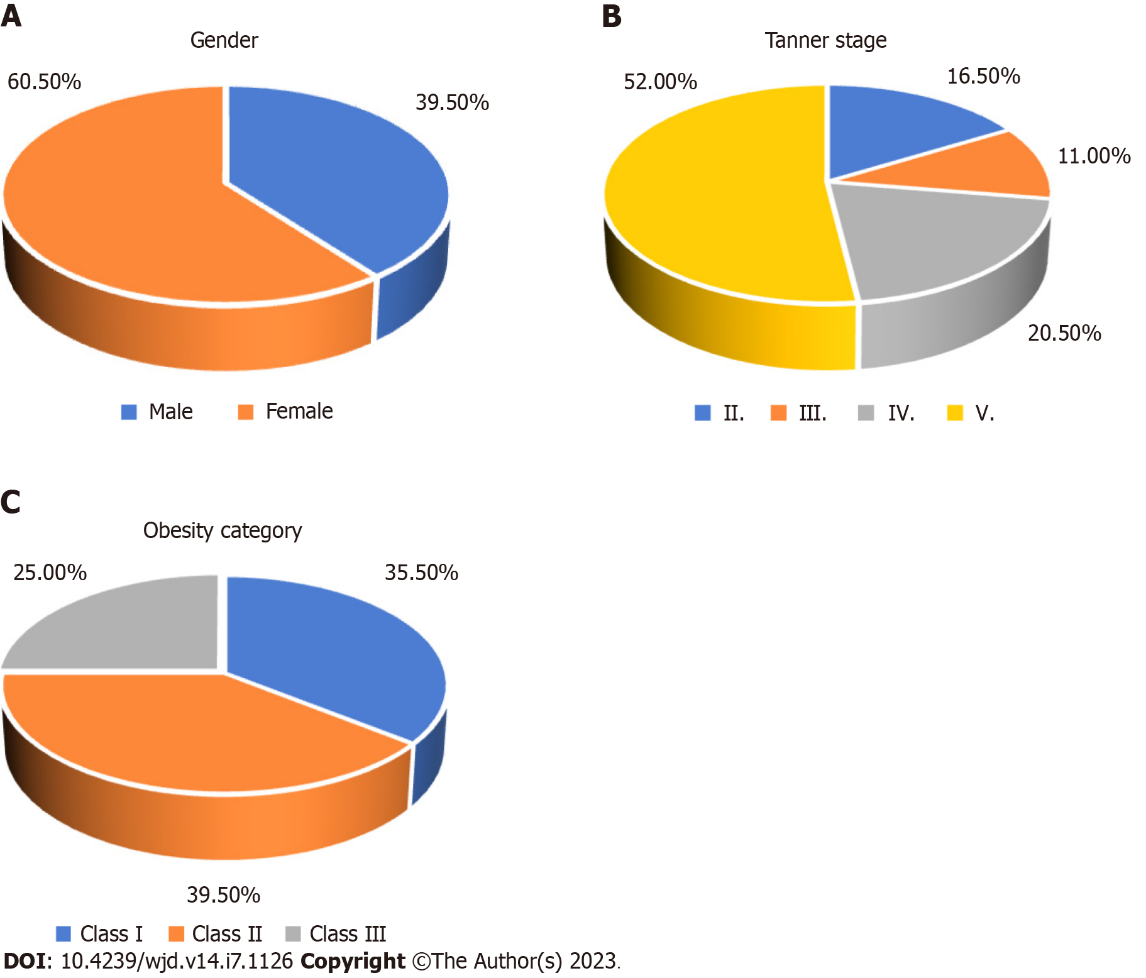 A
Gender
60.50%
39.50%
Male Female
B
Tanner stage
52.00%
16.50%
11.00%
20.50%
II. III. IV. V.
C
Obesity category
25.00%
35.50%
39.50%
Class I Class II Class III
DOI: 10.4239/wjd.v14.i7.1126 Copyright ©The Author(s) 2023.